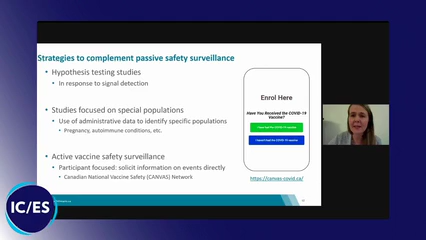 Strategies to complement passive safety surveillance
• Hypothesis testing studies
• In response to signal detection
• Studies focused on special populations
• Use of administrative data to identify specific populations
• Pregnancy, autoimmune conditions, etc.
• Active vaccine safety surveillance
• Participant focused: solicit information on events directly
• Canadian National Vaccine Safety (CANVAS) Network
Enrol Here
Have You Received the COVID-19
Vaccine?
https://canvas-covid.ca/
IC/ES